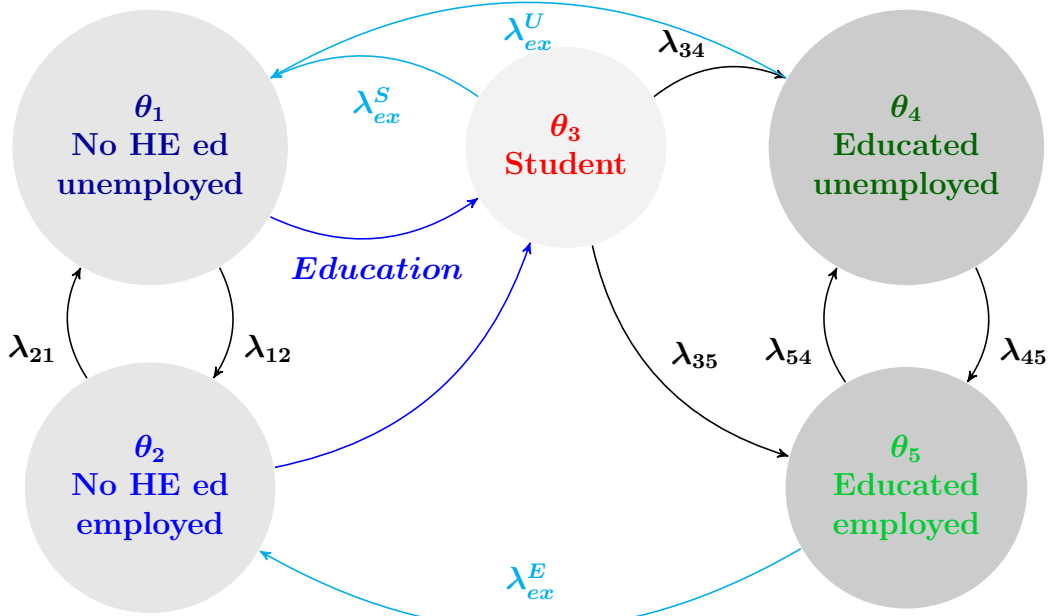 λ_ex^U
λ_34
λ_ex^S
θ_1
No HE ed
unemployed
θ_3
Student
θ_4
Educated
unemployed
Education
λ_21
λ_12
λ_35
λ_54
λ_45
θ_2
No HE ed
employed
θ_5
Educated
employed
λ_ex^E